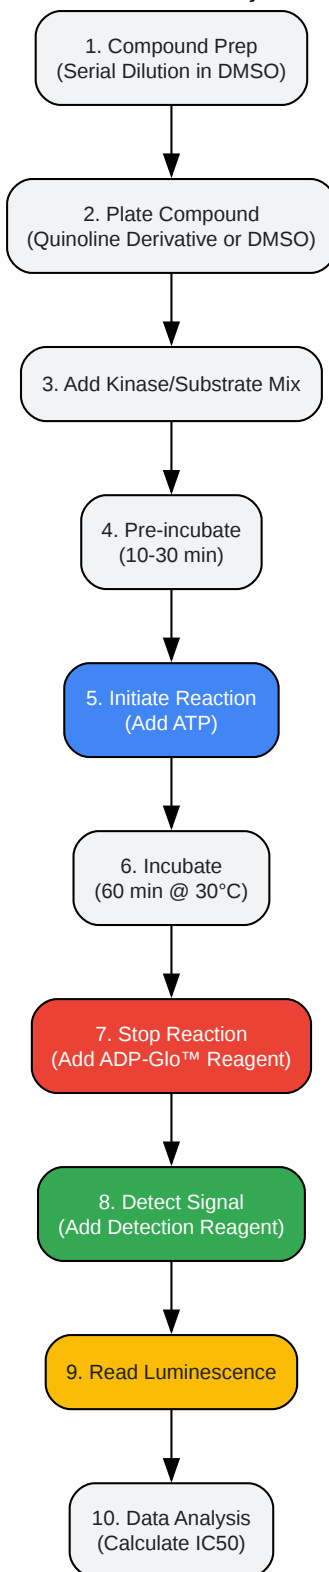 1. Compound Prep
(Serial Dilution in DMSO)
2. Plate Compound
(Quinoline Derivative or DMSO)
3. Add Kinase/Substrate Mix
4. Pre-incubate
(10-30 min)
5. Initiate Reaction
(Add ATP)
6. Incubate
(60 min @ 30°C)
7. Stop Reaction
(Add ADP-Glo™ Reagent)
8. Detect Signal
(Add Detection Reagent)
9. Read Luminescence
10. Data Analysis
(Calculate IC50)